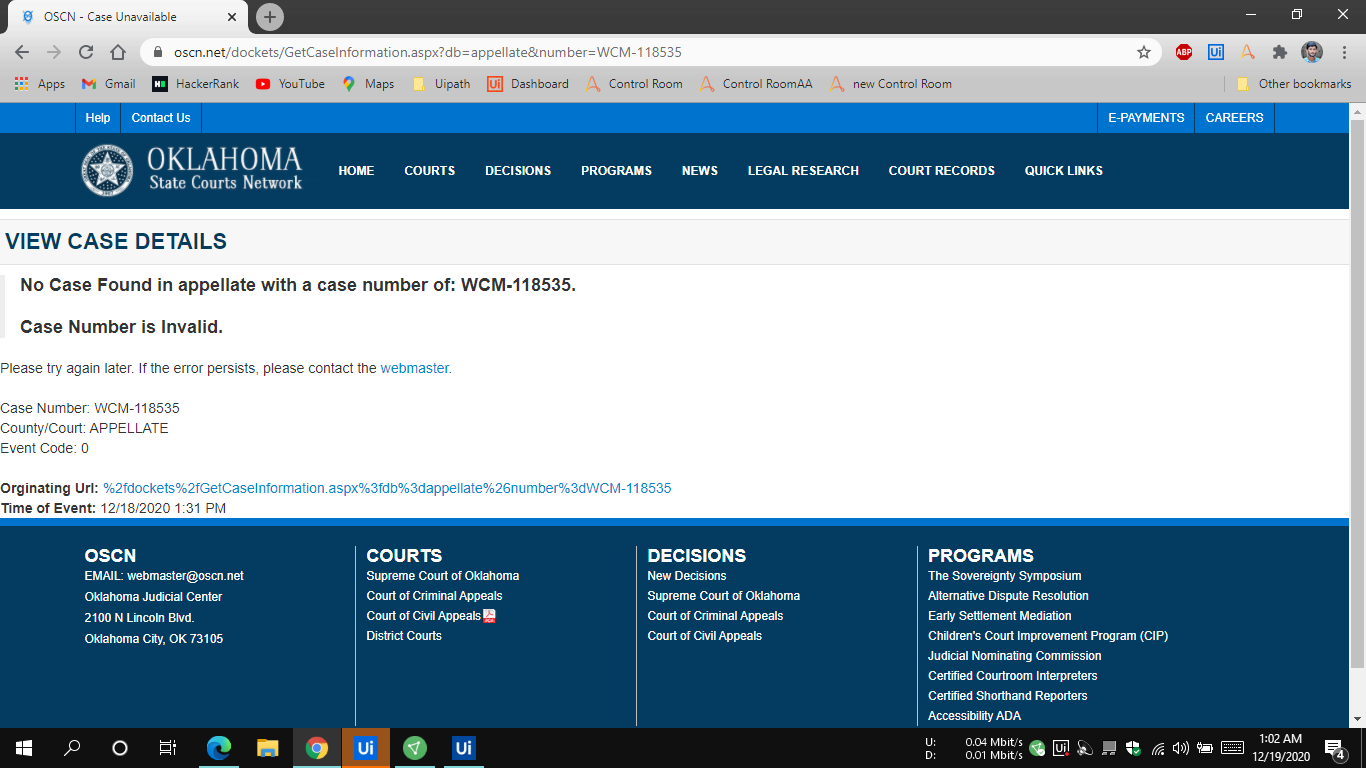 OSCN - Case Unavailable
oscn.net/dockets/GetCaseInformation.aspx?db=appellate&number=WCM-118535
ABP
Ui
Apps
Gmail
HackerRank
YouTube
Maps
Uipath
Ui
Dashboard
Control Room
Control RoomAA
new Control Room
Other bookmarks
Help
Contact Us
E-PAYMENTS
CAREERS
OKLAHOMA
State Courts Network
HOME
COURTS
DECISIONS
PROGRAMS
NEWS
LEGAL RESEARCH
COURT RECORDS
QUICK LINKS
VIEW CASE DETAILS
No Case Found in appellate with a case number of: WCM-118535.
Case Number is Invalid.
Please try again later. If the error persists, please contact the webmaster.
Case Number: WCM-118535
County/Court: APPELLATE
Event Code: 0
Orginating Url: %2fdockets%2fGetCaseInformation.aspx%3fdb%3dappellate%26number%3dWCM-118535
Time of Event: 12/18/2020 1:31 PM
OSCN
EMAIL: webmaster@oscn.net
Oklahoma Judicial Center
2100 N Lincoln Blvd.
Oklahoma City, OK 73105
COURTS
Supreme Court of Oklahoma
Court of Criminal Appeals
Court of Civil Appeals
District Courts
DECISIONS
New Decisions
Supreme Court of Oklahoma
Court of Criminal Appeals
Court of Civil Appeals
PROGRAMS
The Sovereignty Symposium
Alternative Dispute Resolution
Early Settlement Mediation
Children's Court Improvement Program (CIP)
Judicial Nominating Commission
Certified Courtroom Interpreters
Certified Shorthand Reporters
Accessibility ADA
Ui
Ui
U: 0.04 Mbit/s
D: 0.01 Mbit/s
Ui
1:02 AM
12/19/2020
4